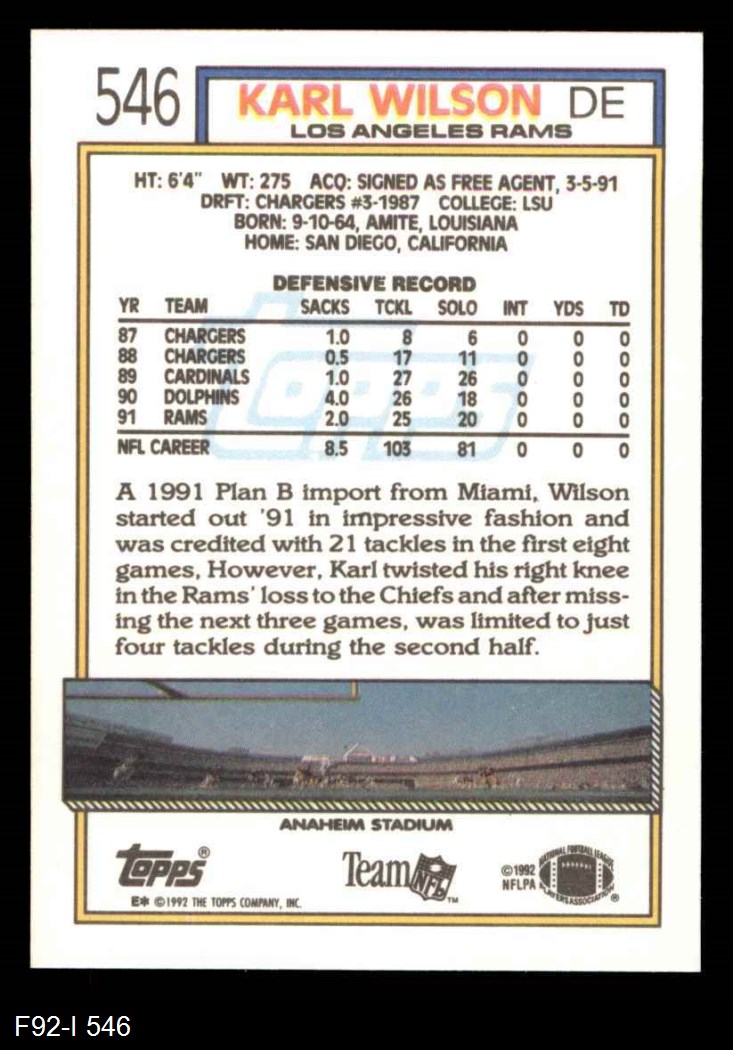 546 KARL WILSON DE
LOS ANGELES RAMS
HT: 6'4" WT: 275 ACQ: SIGNED AS FREE AGENT, 3-5-91
DRFT: CHARGERS #3-1987 COLLEGE: LSU
BORN: 9-10-64, AMITE, LOUISIANA
HOME: SAN DIEGO, CALIFORNIA
DEFENSIVE RECORD
YR TEAM SACKS TCKL SOLO INT YDS TD
87 CHARGERS 1.0 8 6 0 0 0
88 CHARGERS 0.5 17 11 0 0 0
89 CARDINALS 1.0 27 26 0 0 0
90 DOLPHINS 4.0 26 18 0 0 0
91 RAMS 2.0 25 20 0 0 0
NFL CAREER 8.5 103 81 0 0 0
topps
A 1991 Plan B import from Miami, Wilson
started out '91 in impressive fashion and
was credited with 21 tackles in the first eight
games, However, Karl twisted his right knee
in the Rams' loss to the Chiefs and after miss-
ing the next three games, was limited to just
four tackles during the second half.
ANAHEIM STADIUM
topps®
Team NFL™
©1992
NFLPA
NATIONAL FOOTBALL LEAGUE
PLAYERS ASSOCIATION ®
E* ©1992 THE TOPPS COMPANY, INC.
F92-I 546